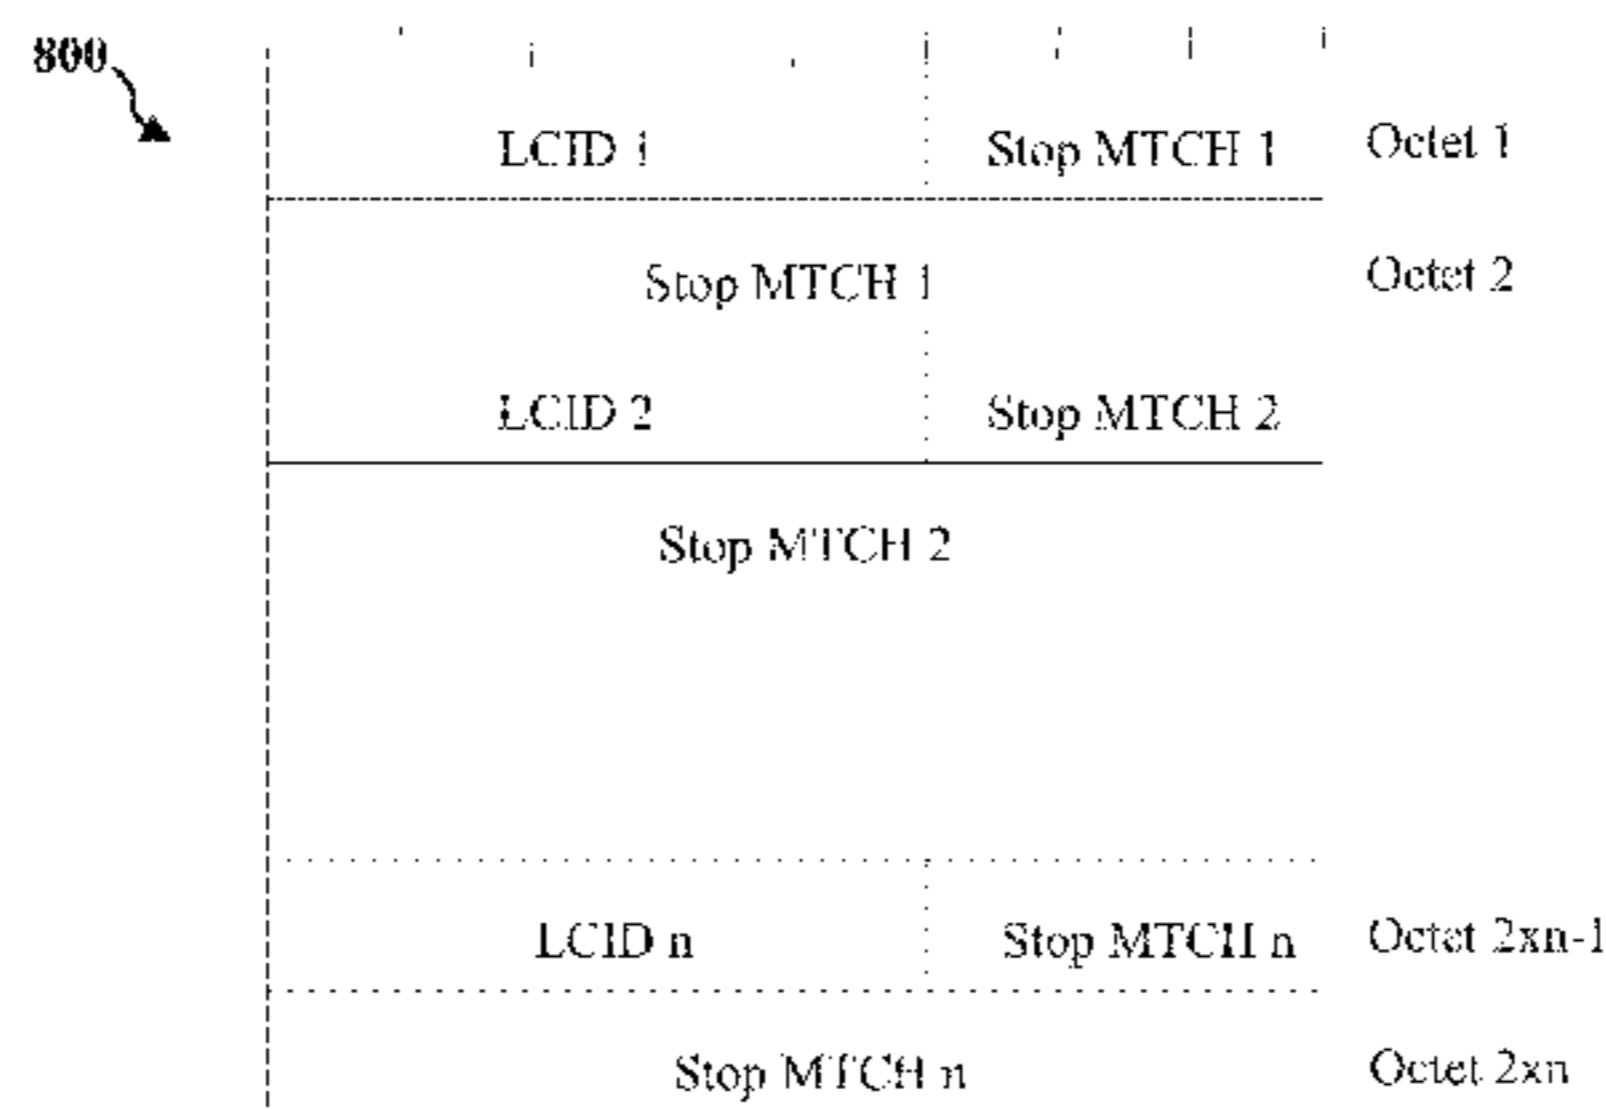 800
LCID 1 Stop MTCH 1 Octet 1
Stop MTCH 1 Octet 2
LCID 2 Stop MTCH 2
Stop MTCH 2
LCID n Stop MTCH n Octet 2xn-1
Stop MTCH n Octet 2xn